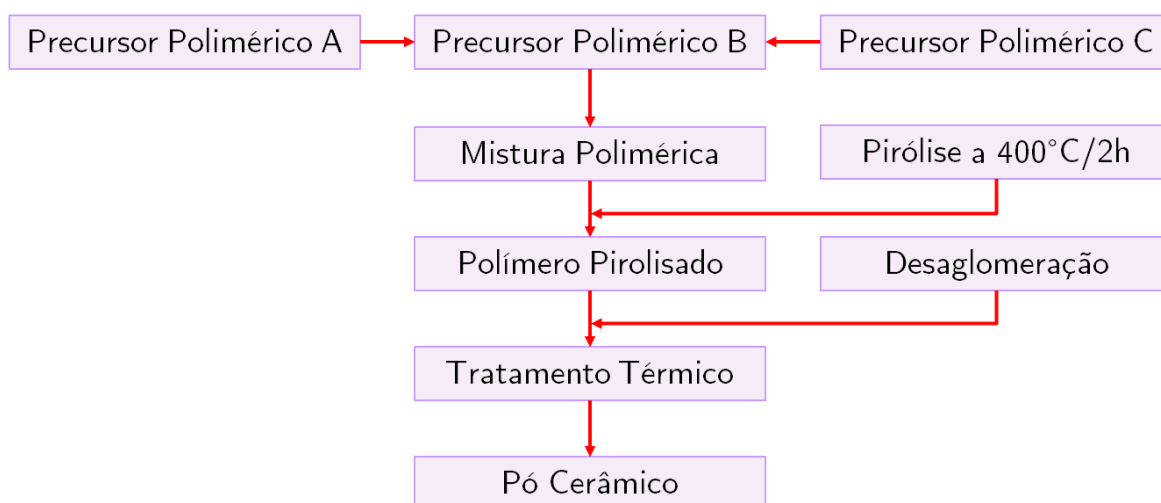 Precursor Polimérico A
Precursor Polimérico B
Precursor Polimérico C
Mistura Polimérica
Pirólise a 400°C/2h
Polímero Pirolisado
Desaglomeração
Tratamento Térmico
Pó Cerâmico